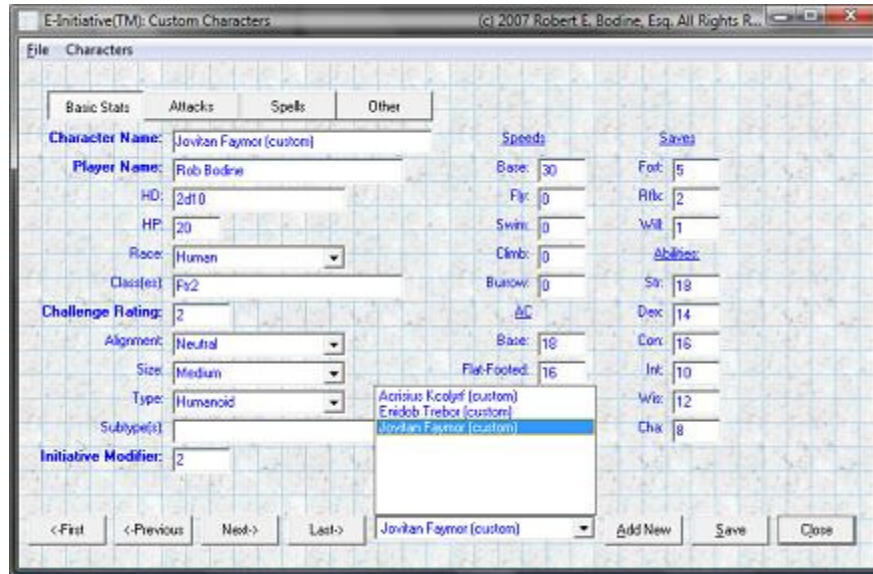 E-Initiative(TM): Custom Characters (c) 2007 Robert E. Bodine, Esq. All Rights R...
File Characters
Basic Stats Attacks Spells Other
Character Name: Jovitan Faymor (custom) Speeds Saves
Player Name: Rob Bodine Base: 30 Fort: 5
HD: 2d10 Fly: 0 Rflx: 2
HP: 20 Swim: 0 Will: 1
Race: Human Climb: 0 Abilities:
Class(es) Ftr2 Burrow: 0 Str: 18
Challenge Rating: 2 AC Dex: 14
Alignment: Neutral Base: 18 Con: 16
Size: Medium Flat-Footed: 16 Int: 10
Type: Humanoid Acrisius Kcolyrf (custom) Wis: 12
Enidob Trebor (custom)
Subtype(s) Jovitan Faymor (custom) Cha: 8
Initiative Modifier: 2
<-First <-Previous Next-> Last-> Jovitan Faymor (custom) Add New Save Close